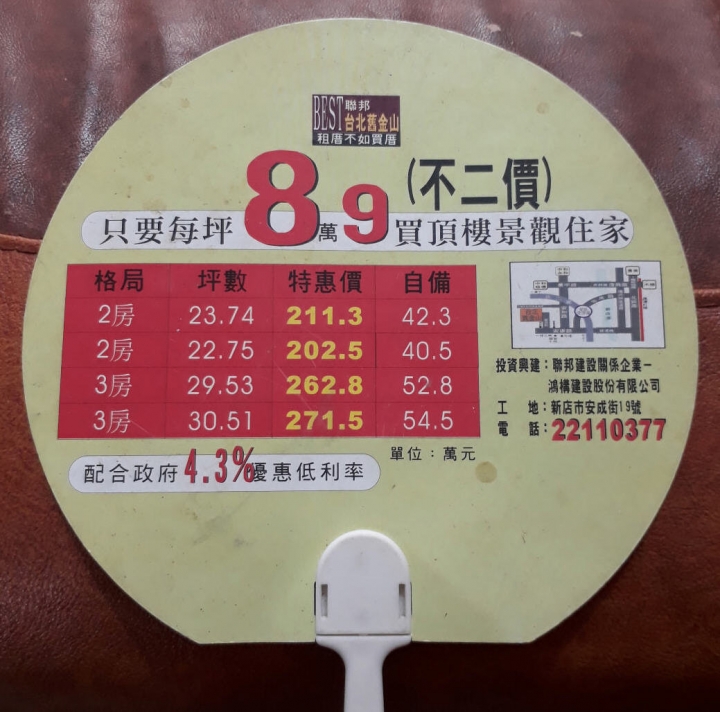 BEST 聯邦
台北舊金山
租厝不如買厝
(不二價)
只要每坪8萬9買頂樓景觀住家
格局 坪數 特惠價 自備
2房 23.74 211.3 42.3
2房 22.75 202.5 40.5
3房 29.53 262.8 52.8
3房 30.51 271.5 54.5
單位：萬元
配合政府4.3%優惠低利率
投資興建：聯邦建設關係企業－
鴻構建設股份有限公司
工 地：新店市安成街19號
電 話：22110377